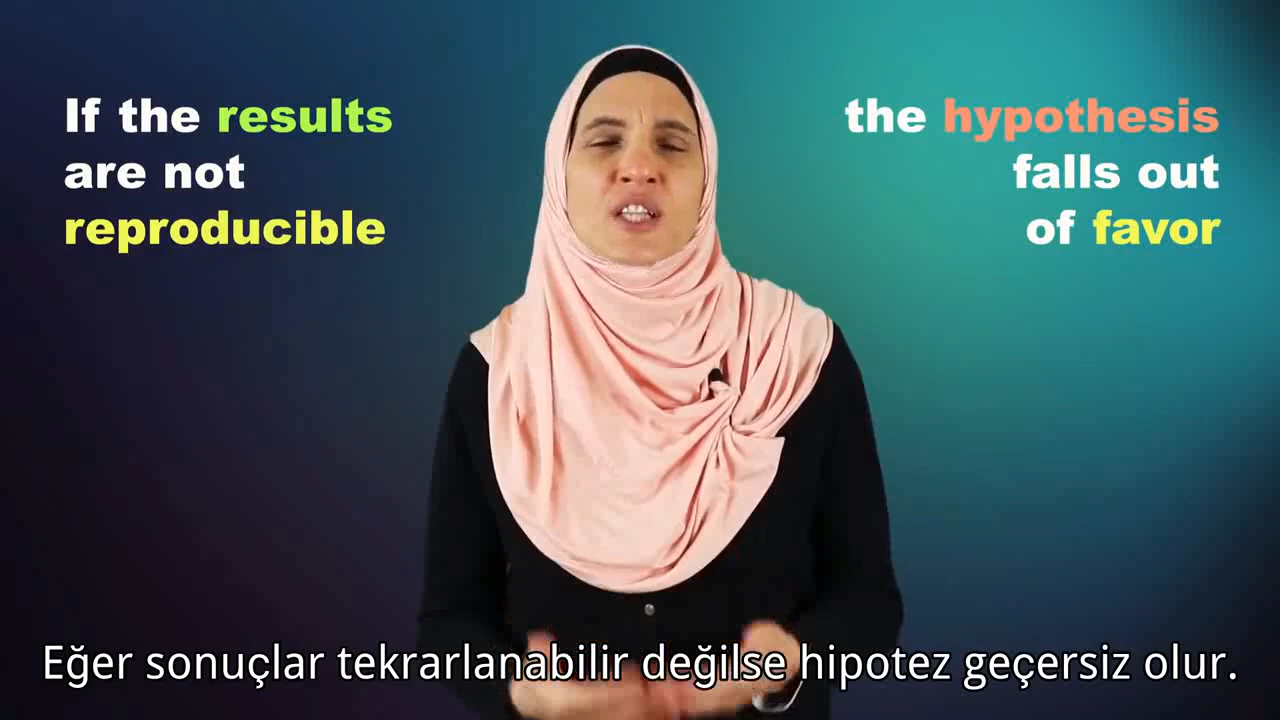 If the results
are not
reproducible
the hypothesis
falls out
of favor
Eğer sonuçlar tekrarlanabilir değilse hipotez geçersiz olur.